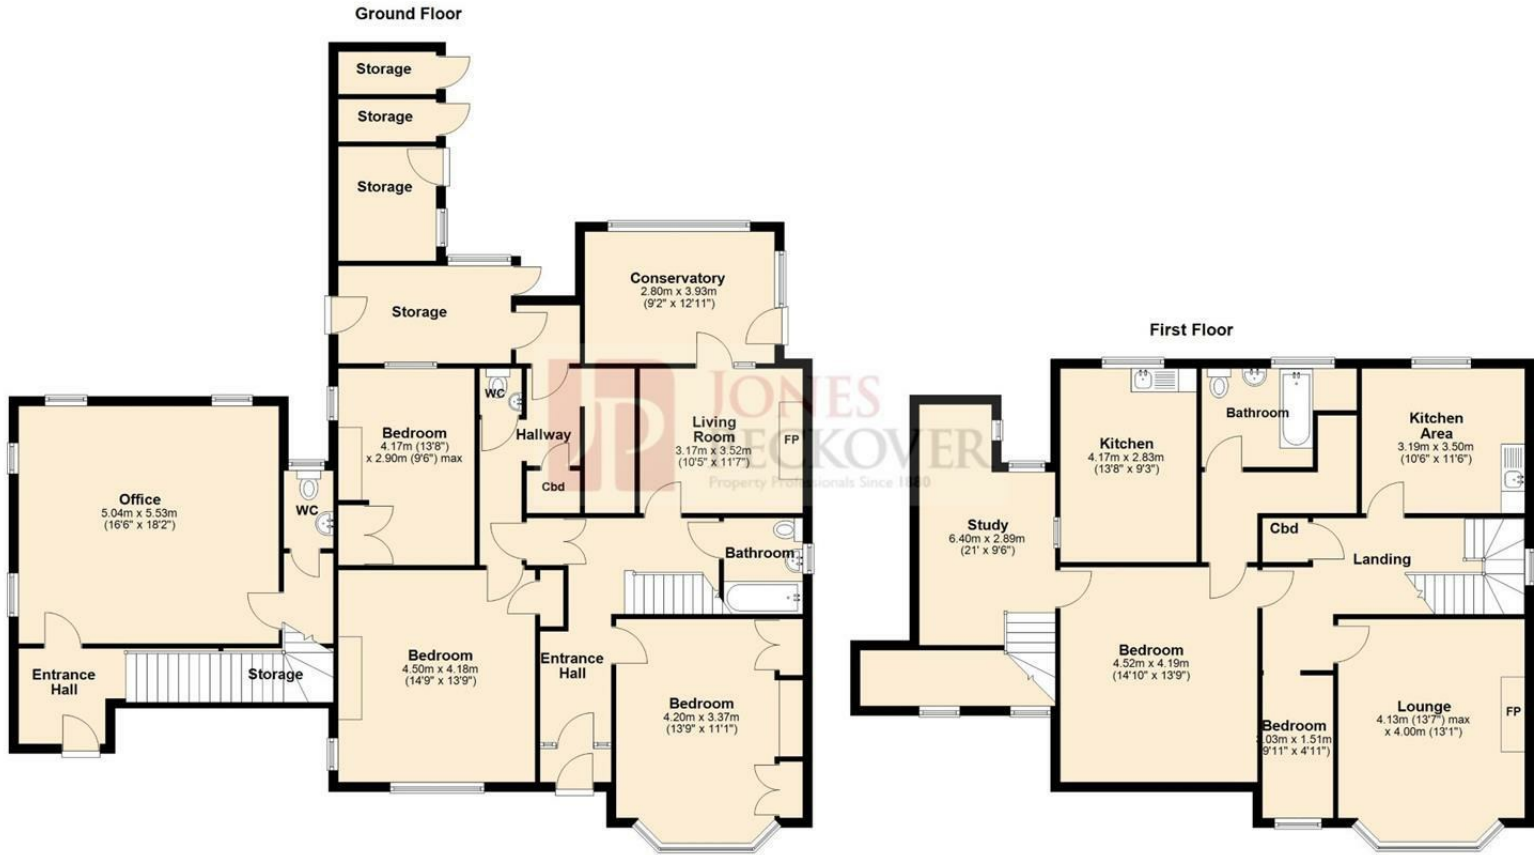 Ground Floor
Storage
Storage
Storage
Storage
Conservatory
2.80m x 3.93m
(9'2" x 12'11")
WC
Bedroom
4.17m (13'8")
x 2.90m (9'6") max
Hallway
Cbd
Living
Room
3.17m x 3.52m
(10'5" x 11'7")
FP
Office
5.04m x 5.53m
(16'6" x 18'2")
WC
Bathroom
Entrance
Hall
Storage
Bedroom
4.50m x 4.18m
(14'9" x 13'9")
Entrance
Hall
Bedroom
4.20m x 3.37m
(13'9" x 11'1")
JP
JONES
PECKOVER
Property Professionals Since 1880
First Floor
Kitchen
4.17m x 2.83m
(13'8" x 9'3")
Bathroom
Kitchen
Area
3.19m x 3.50m
(10'6" x 11'6")
Study
6.40m x 2.89m
(21' x 9'6")
Cbd
Landing
Bedroom
4.52m x 4.19m
(14'10" x 13'9")
Bedroom
.03m x 1.51m
9'11" x 4'11")
Lounge
4.13m (13'7") max
x 4.00m (13'1")
FP